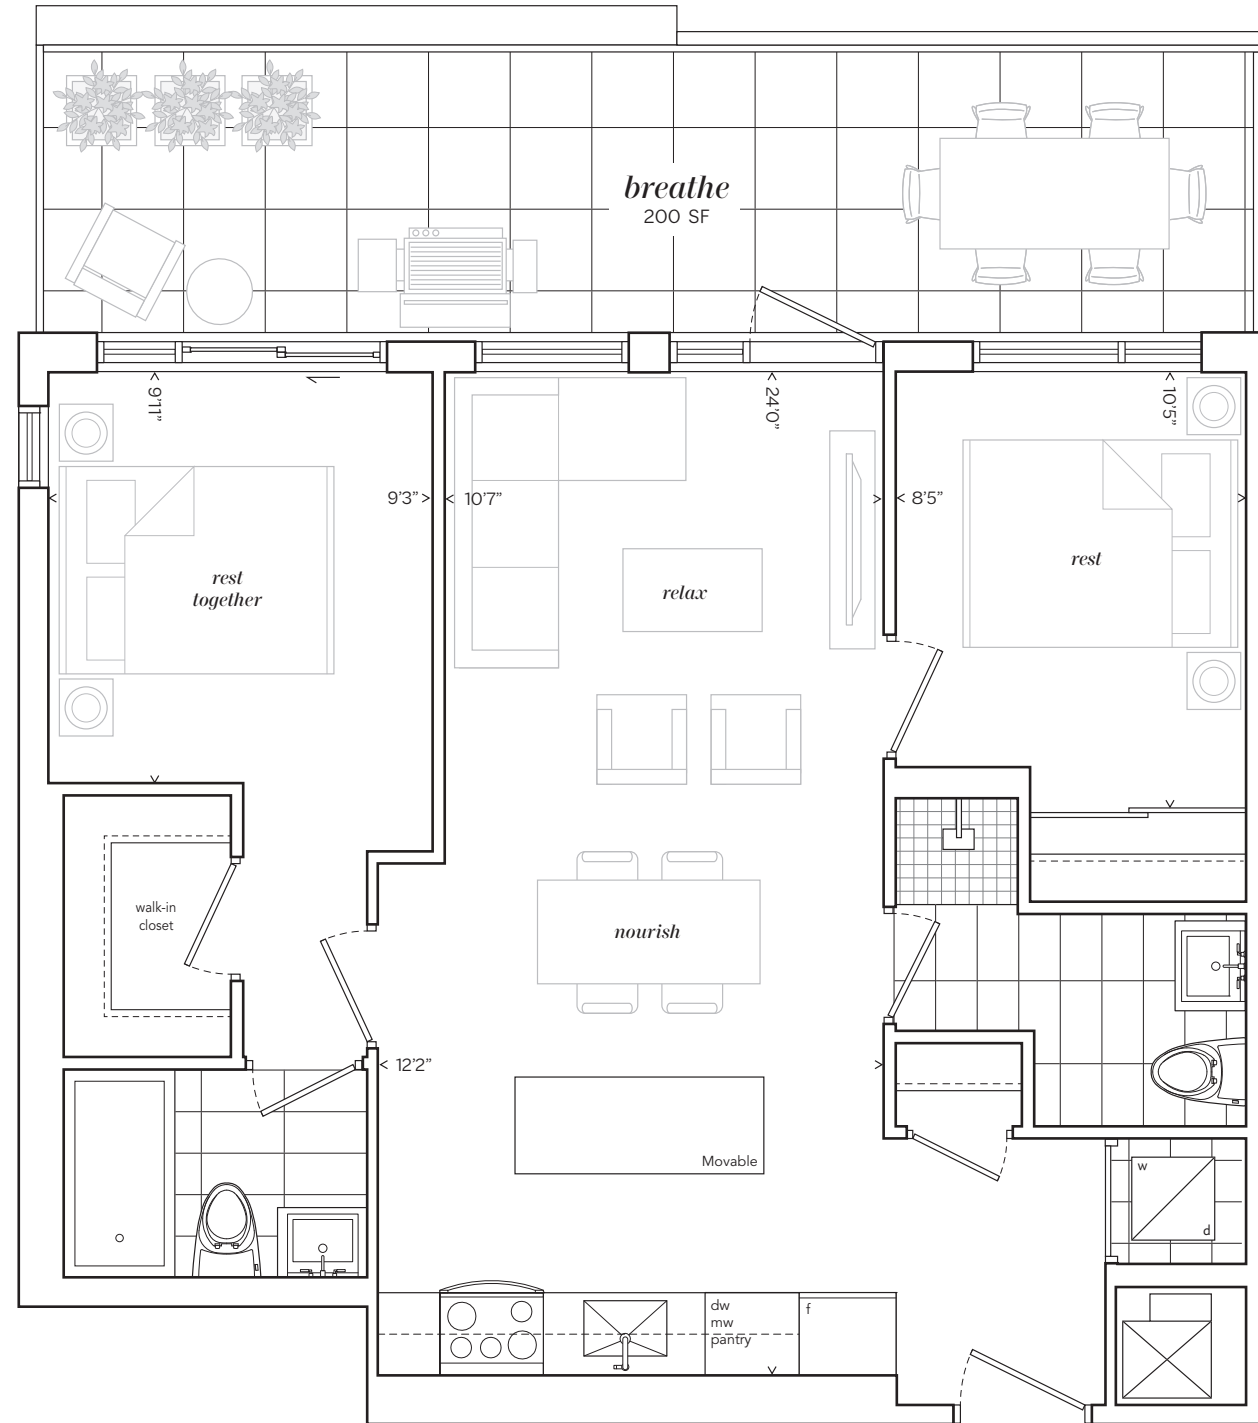 breathe
200 SF
9'11"
24'0"
10'5"
9'3"
10'7"
8'5"
rest
together
relax
rest
walk-in
closet
nourish
12'2"
Movable
w
d
dw
mw
pantry
f